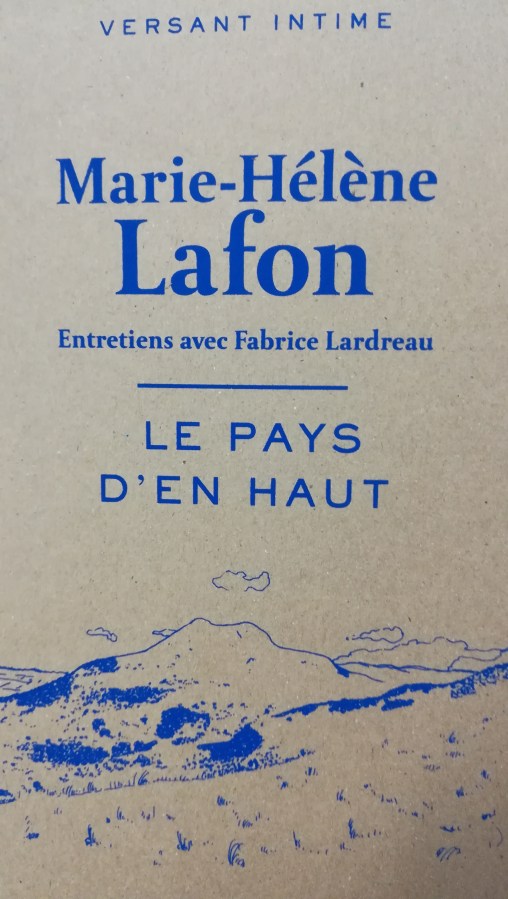 VERSANT INTIME
Marie-Hélène
Lafon
Entretiens avec Fabrice Lardreau
LE PAYS
D'EN HAUT